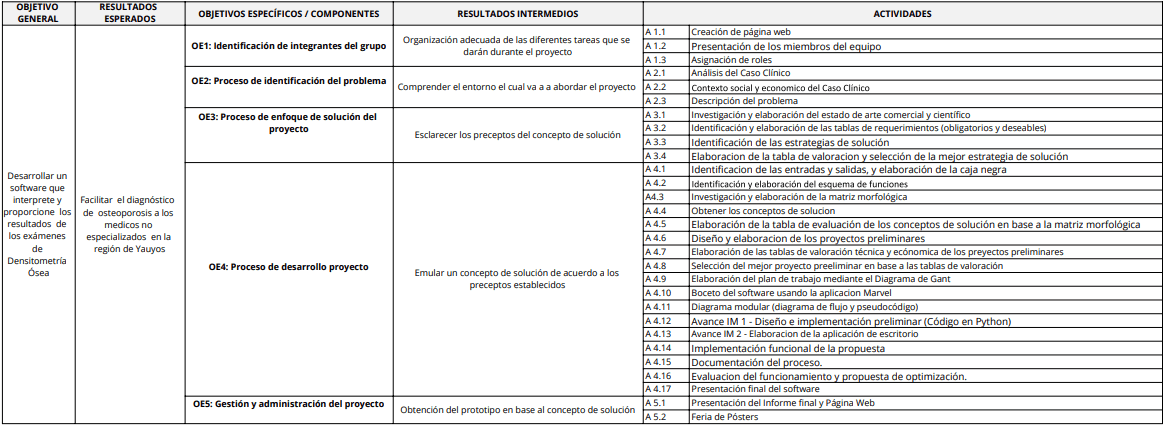 OBJETIVO
GENERAL
RESULTADOS
ESPERADOS
OBJETIVOS ESPECÍFICOS / COMPONENTES
RESULTADOS INTERMEDIOS
ACTIVIDADES
Desarrollar un
software que
interprete y
proporcione los
resultados de
los exámenes
de
Densitometría
Ósea
Facilitar el diagnóstico
de osteoporosis a los
medicos no
especializados en la
región de Yauyos
OE1: Identificación de integrantes del grupo
Organización adecuada de las diferentes tareas que se
darán durante el proyecto
A 1.1 Creación de página web
A 1.2 Presentación de los miembros del equipo
A 1.3 Asignación de roles
OE2: Proceso de identificación del problema
Comprender el entorno el cual va a a abordar el proyecto
A 2.1 Análisis del Caso Clínico
A 2.2 Contexto social y economico del Caso Clínico
A 2.3 Descripción del problema
OE3: Proceso de enfoque de solución del
proyecto
Esclarecer los preceptos del concepto de solución
A 3.1 Investigación y elaboración del estado de arte comercial y científico
A 3.2 Identificación y elaboración de las tablas de requerimientos (obligatorios y deseables)
A 3.3 Identificación de las estrategias de solución
A 3.4 Elaboracion de la tabla de valoracion y selección de la mejor estrategia de solución
OE4: Proceso de desarrollo proyecto
Emular un concepto de solución de acuerdo a los
preceptos establecidos
A 4.1 Identificacion de las entradas y salidas, y elaboración de la caja negra
A 4.2 Identificación y elaboración del esquema de funciones
A4.3 Investigación y elaboración de la matriz morfológica
A 4.4 Obtener los conceptos de solucion
A 4.5 Elaboración de la tabla de evaluación de los conceptos de solución en base a la matriz morfológica
A 4.6 Diseño y elaboracion de los proyectos preliminares
A 4.7 Elaboración de las tablas de valoración técnica y ecónomica de los preyectos preliminares
A 4.8 Selección del mejor proyecto preeliminar en base a las tablas de valoración
A 4.9 Elaboración del plan de trabajo mediante el Diagrama de Gant
A 4.10 Boceto del software usando la aplicacion Marvel
A 4.11 Diagrama modular (diagrama de flujo y pseudocódigo)
A 4.12 Avance IM 1 - Diseño e implementación preliminar (Código en Python)
A 4.13 Avance IM 2 - Elaboracion de la aplicación de escritorio
A 4.14 Implementación funcional de la propuesta
A 4.15 Documentación del proceso.
A 4.16 Evaluacion del funcionamiento y propuesta de optimización.
A 4.17 Presentación final del software
OE5: Gestión y administración del proyecto
Obtención del prototipo en base al concepto de solución
A 5.1 Presentación del Informe final y Página Web
A 5.2 Feria de Pósters